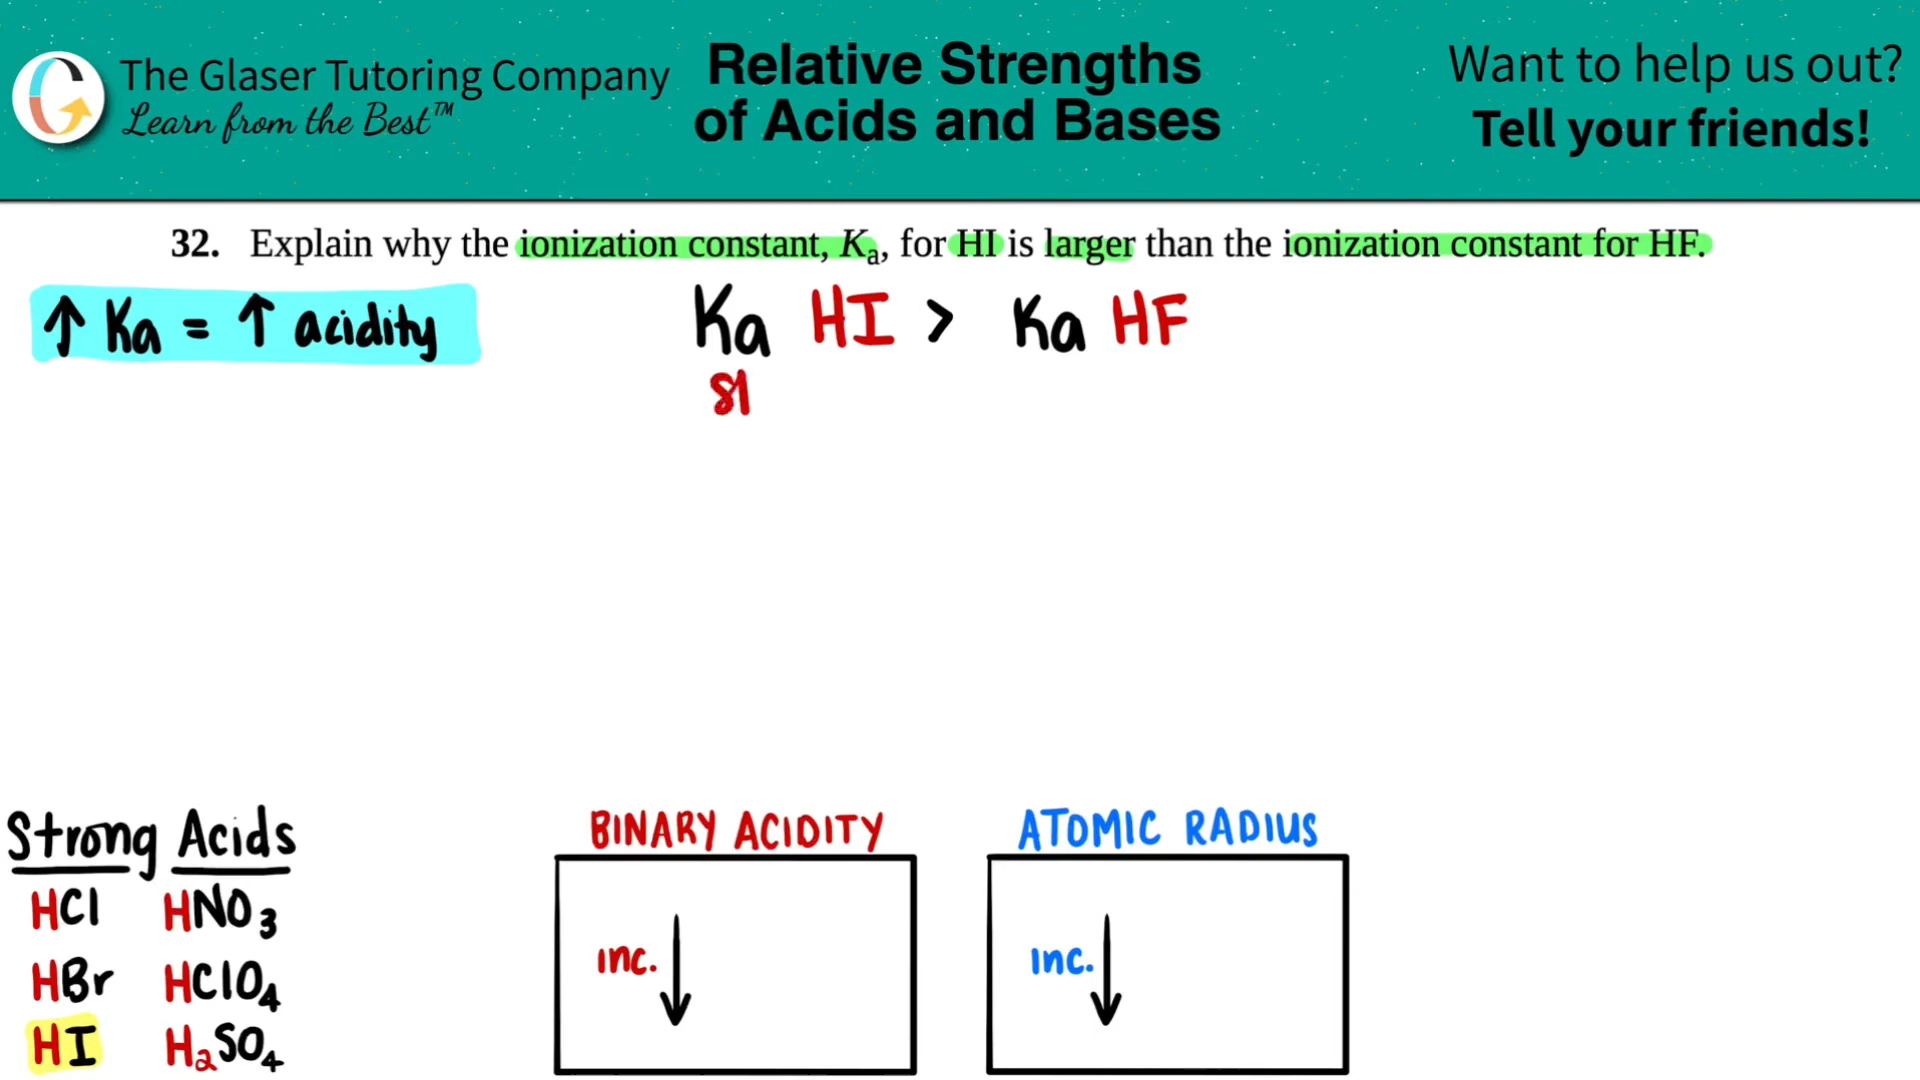 The Glaser Tutoring Company
Learn from the Best™
Relative Strengths
of Acids and Bases
Want to help us out?
Tell your friends!
32. Explain why the ionization constant, Kₐ, for HI is larger than the ionization constant for HF.
↑ Ka = ↑ acidity
Ka HI > Ka HF
Strong Acids
HCl HNO₃
HBr HClO₄
HI H₂SO₄
BINARY ACIDITY
inc. ↓
ATOMIC RADIUS
inc. ↓